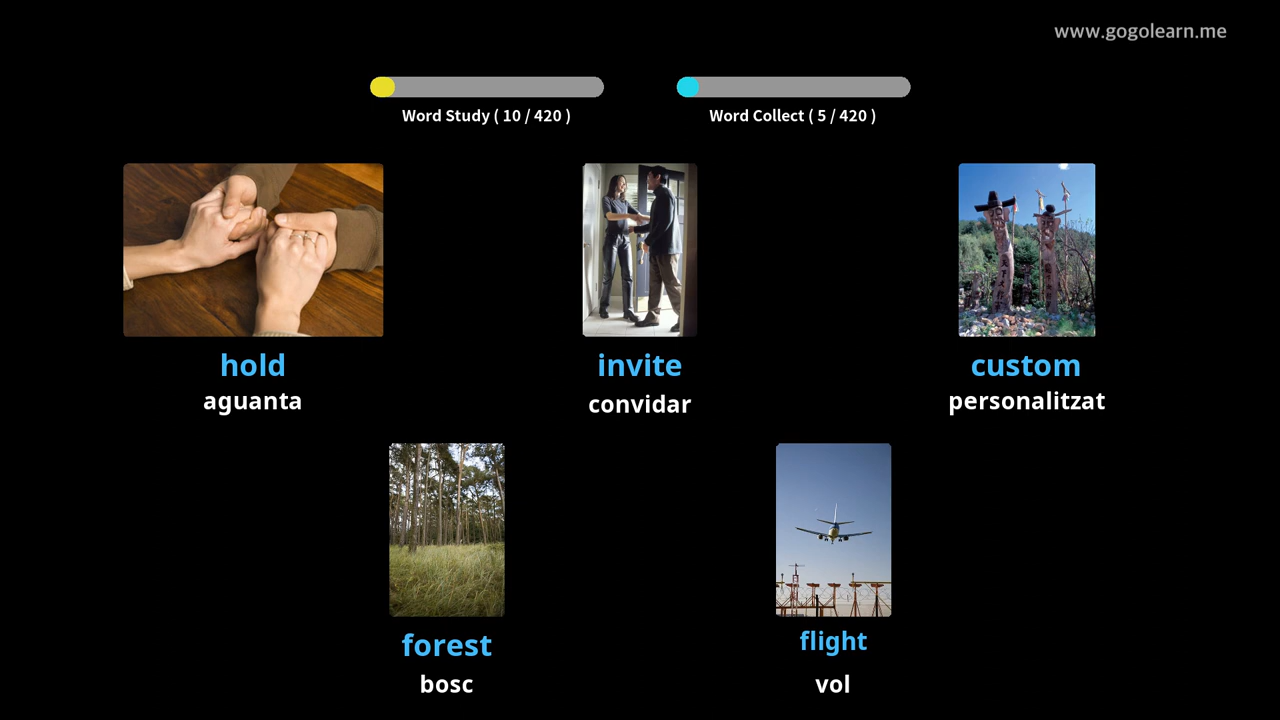 www.gogolearn.me
Word Study ( 10 / 420 )
Word Collect ( 5 / 420 )
hold
aguanta
invite
convidar
custom
personalitzat
forest
bosc
flight
vol